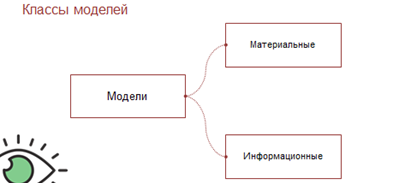 Классы моделей
Материальные
Модели
Информационные